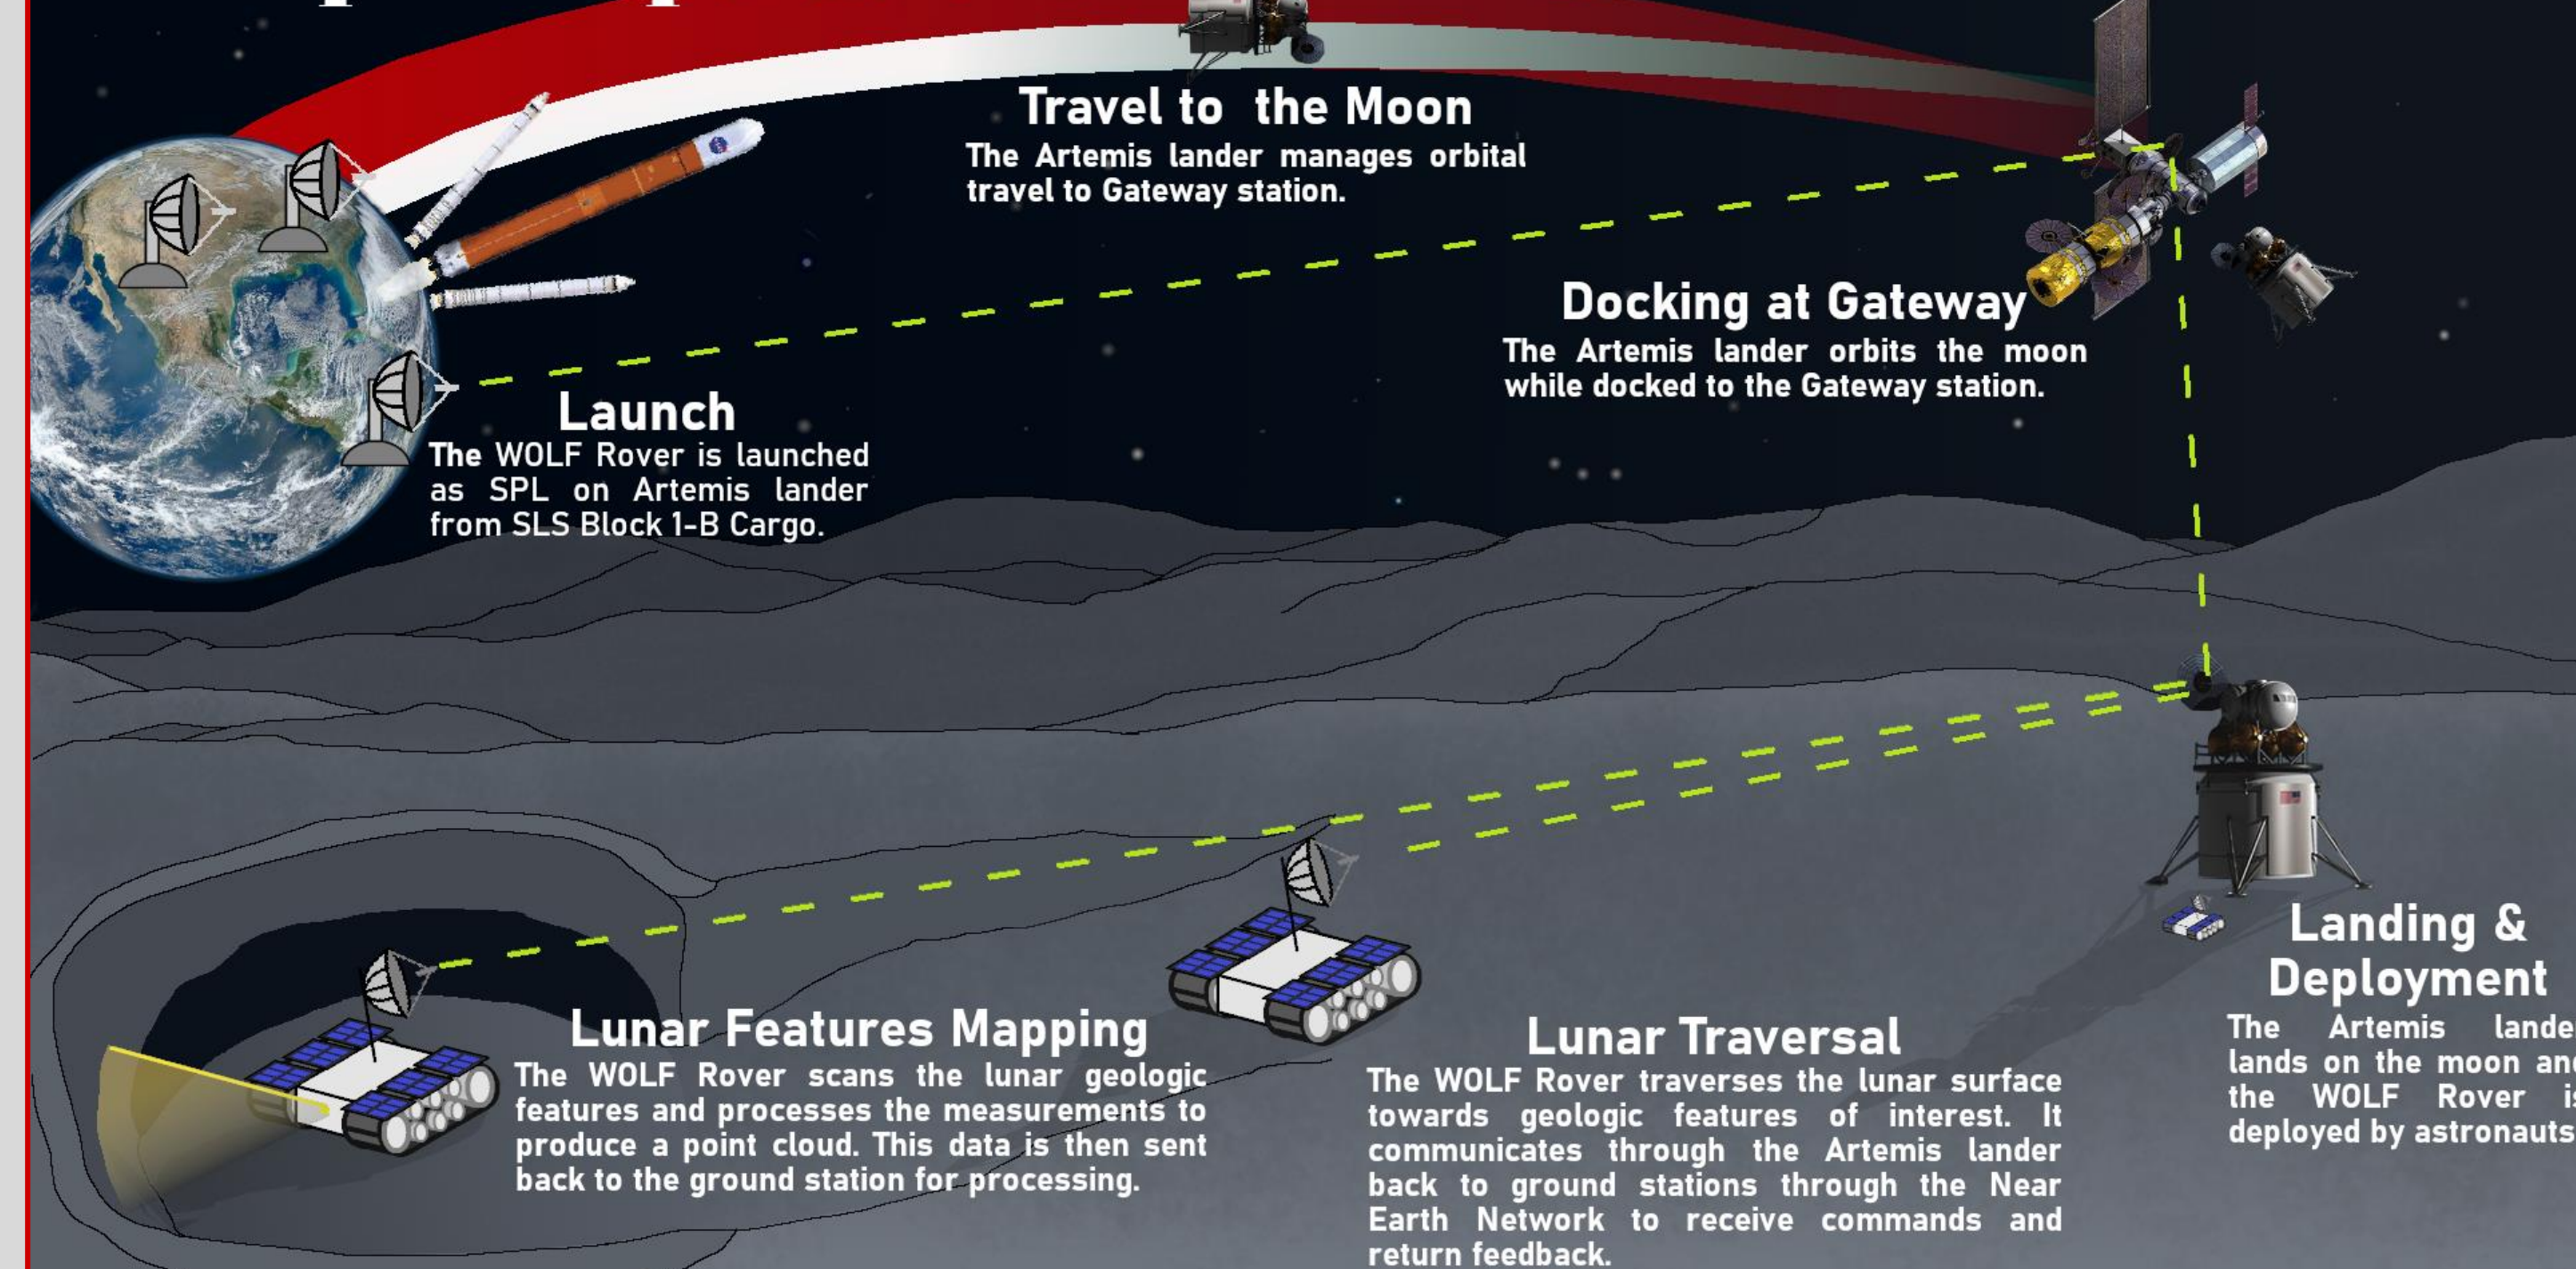 Travel to the Moon
The Artemis lander manages orbital
travel to Gateway station.
Docking at Gateway
The Artemis lander orbits the moon
while docked to the Gateway station.
Launch
The WOLF Rover is launched
as SPL on Artemis lander
from SLS Block 1-B Cargo.
Lunar Features Mapping
The WOLF Rover scans the lunar geologic
features and processes the measurements to
produce a point cloud. This data is then sent
back to the ground station for processing.
Lunar Traversal
The WOLF Rover traverses the lunar surface
towards geologic features of interest. It
communicates through the Artemis lander
back to ground stations through the Near
Earth Network to receive commands and
return feedback.
Landing &
Deployment
The Artemis lande
lands on the moon and
the WOLF Rover is
deployed by astronauts